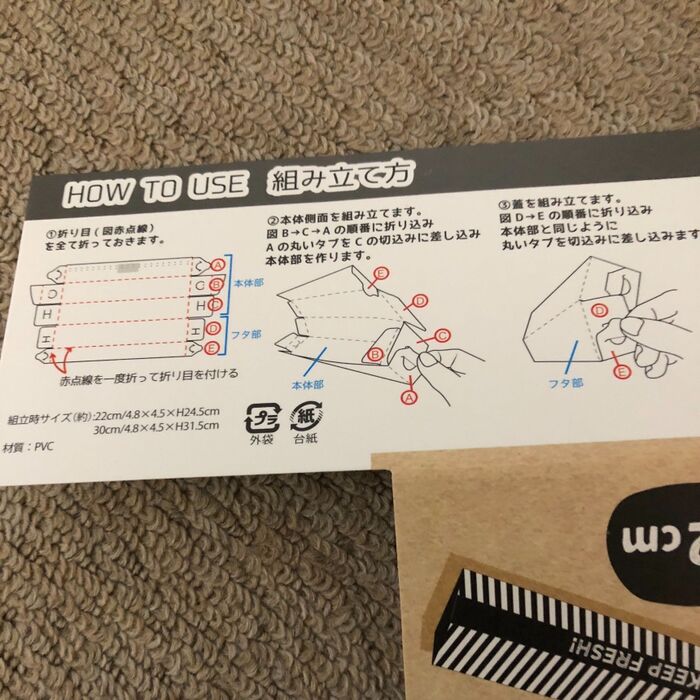 HOW TO USE 組み立て方
①折り目(図赤点線)
を全て折っておきます。
A
B
C
D
E
C
H
H
C
H
H
本体部
フタ部
赤点線を一度折って折り目を付ける
②本体側面を組み立てます。
図 B→C→A の順番に折り込み
A の丸いタブを C の切込みに差し込み
本体部を作ります。
E
D
C
B
A
本体部
③蓋を組み立てます。
図 D→E の順番に折り込み
本体部と同じように
丸いタブを切込みに差し込みます
D
E
フタ部
組立時サイズ(約):22cm/4.8×4.5×H24.5cm
30cm/4.8×4.5×H31.5cm
材質:PVC
プラ
外袋
紙
台紙
2cm
KEEP FRESH!